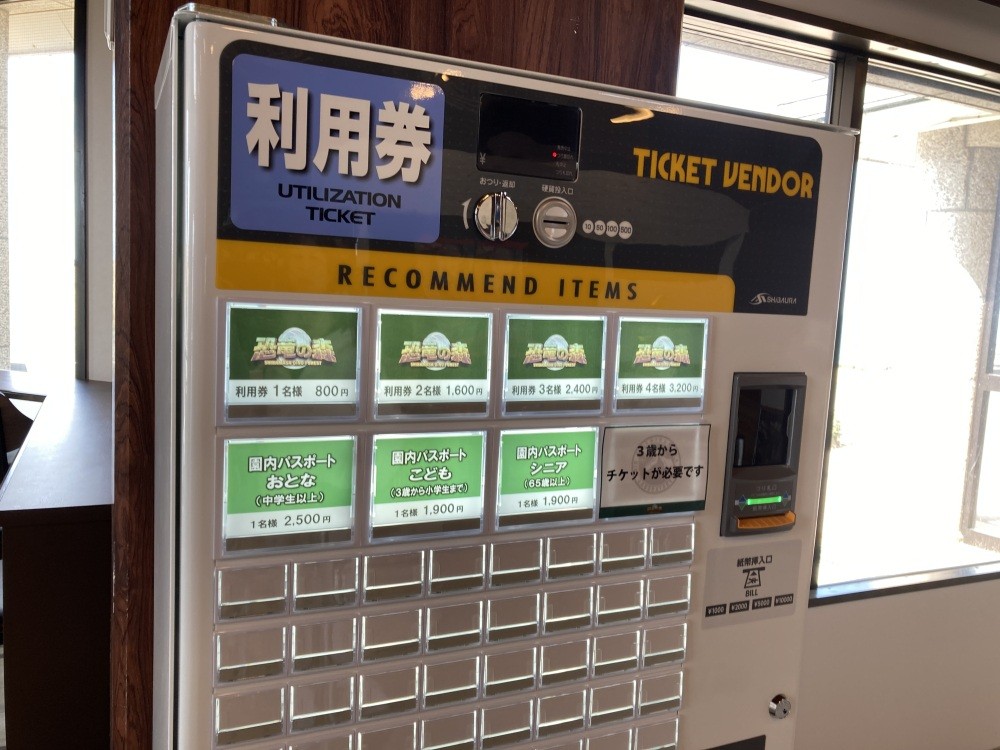 利用券
UTILIZATION
TICKET
¥
おつり・返却
硬貨投入口
10 50 100 500
TICKET VENDOR
RECOMMEND ITEMS
SHIBAURA
恐竜の森
利用券 1名様 800円
恐竜の森
利用券 2名様 1,600円
恐竜の森
利用券 3名様 2,400円
恐竜の森
利用券 4名様 3,200円
園内パスポート
おとな
(中学生以上)
1名様 2,500円
園内パスポート
こども
(3歳から小学生まで)
1名様 1,900円
園内パスポート
シニア
(65歳以上)
1名様 1,900円
3歳から
チケットが必要です
紙幣挿入口
BILL
¥1000 ¥2000 ¥5000 ¥10000